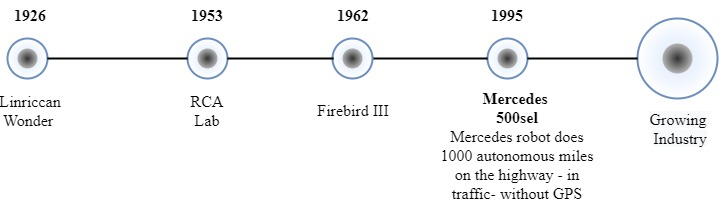 1926
1953
1962
1995
Linriccan
Wonder
RCA
Lab
Firebird III
Mercedes
500sel
Mercedes robot does
1000 autonomous miles
on the highway - in
traffic- without GPS
Growing
Industry